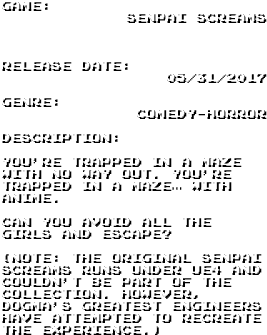 GAME:
SENPAI SCREAMS
RELEASE DATE:
05/31/2017
GENRE:
COMEDY-HORROR
DESCRIPTION:
YOU'RE TRAPPED IN A MAZE
WITH NO WAY OUT. YOU'RE
TRAPPED IN A MAZE… WITH
ANIME.
CAN YOU AVOID ALL THE
GIRLS AND ESCAPE?
(NOTE: THE ORIGINAL SENPAI
SCREAMS RUNS UNDER UE4 AND
COULDN'T BE PART OF THE
COLLECTION. HOWEVER,
DOGMA'S GREATEST ENGINEERS
HAVE ATTEMPTED TO RECREATE
THE EXPERIENCE.)